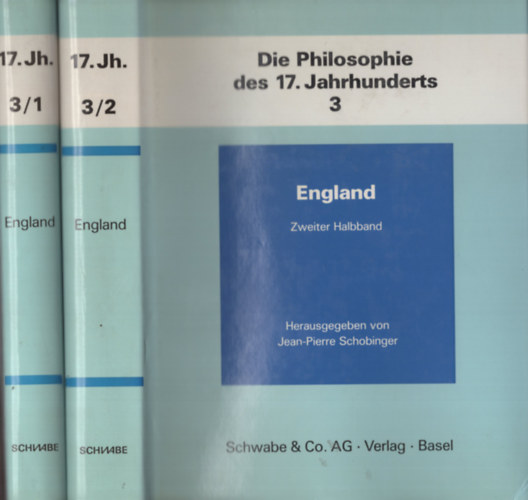 17.Jh.
3/1
England
SCHWABE
17.Jh.
3/2
England
SCHWABE
Die Philosophie
des 17. Jahrhunderts
3
England
Zweiter Halbband
Herausgegeben von
Jean-Pierre Schobinger
Schwabe & Co. AG · Verlag · Basel